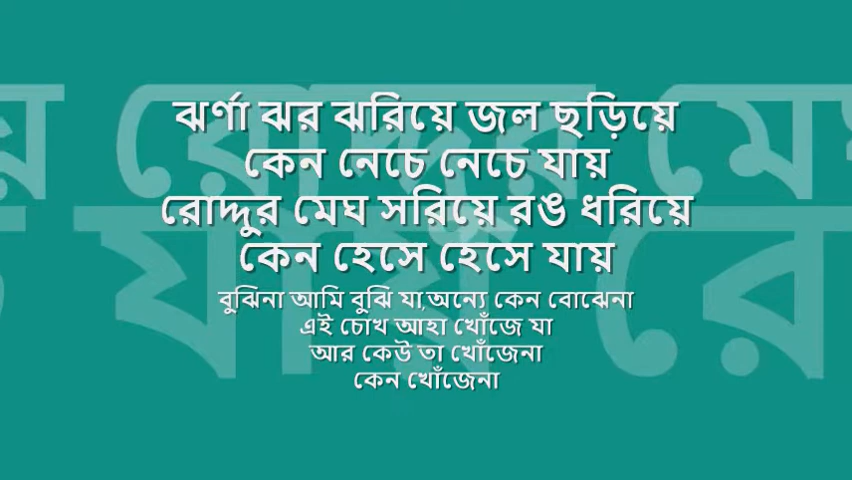 ঝর্ণা ঝর ঝরিয়ে জল ছড়িয়ে
কেন নেচে নেচে যায়
রোদ্দুর মেঘ সরিয়ে রঙ ধরিয়ে
কেন হেসে হেসে যায়
বুঝিনা আমি বুঝি যা,অন্যে কেন বোঝেনা
এই চোখ আহা খোঁজে যা
আর কেউ তা খোঁজেনা
কেন খোঁজেনা